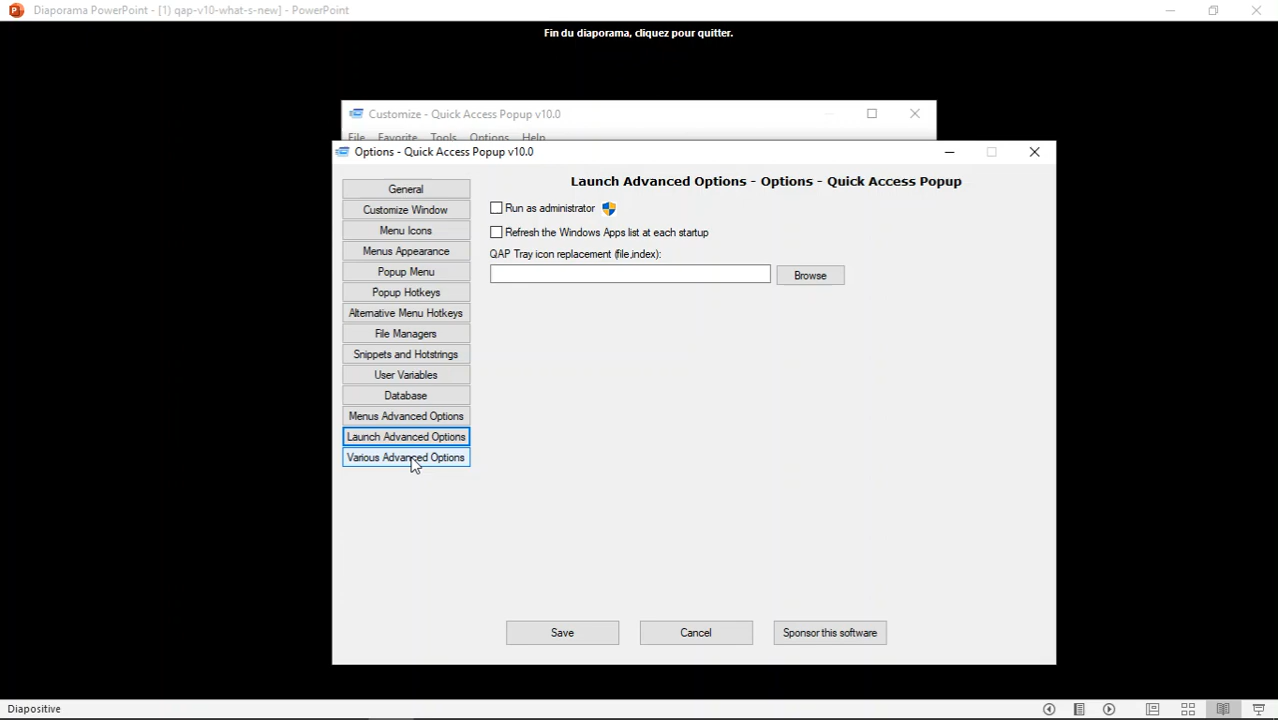 Diaporama PowerPoint - [1) qap-v10-what-s-new] - PowerPoint
Fin du diaporama, cliquez pour quitter.
Customize - Quick Access Popup v10.0
File Favorite Tools Options Help
Options - Quick Access Popup v10.0
Launch Advanced Options - Options - Quick Access Popup
General
Customize Window
Menu Icons
Menus Appearance
Popup Menu
Popup Hotkeys
Alternative Menu Hotkeys
File Managers
Snippets and Hotstrings
User Variables
Database
Menus Advanced Options
Launch Advanced Options
Various Advanced Options
Run as administrator
Refresh the Windows Apps list at each startup
QAP Tray icon replacement (file,index):
Browse
Save Cancel Sponsor this software
Diapositive